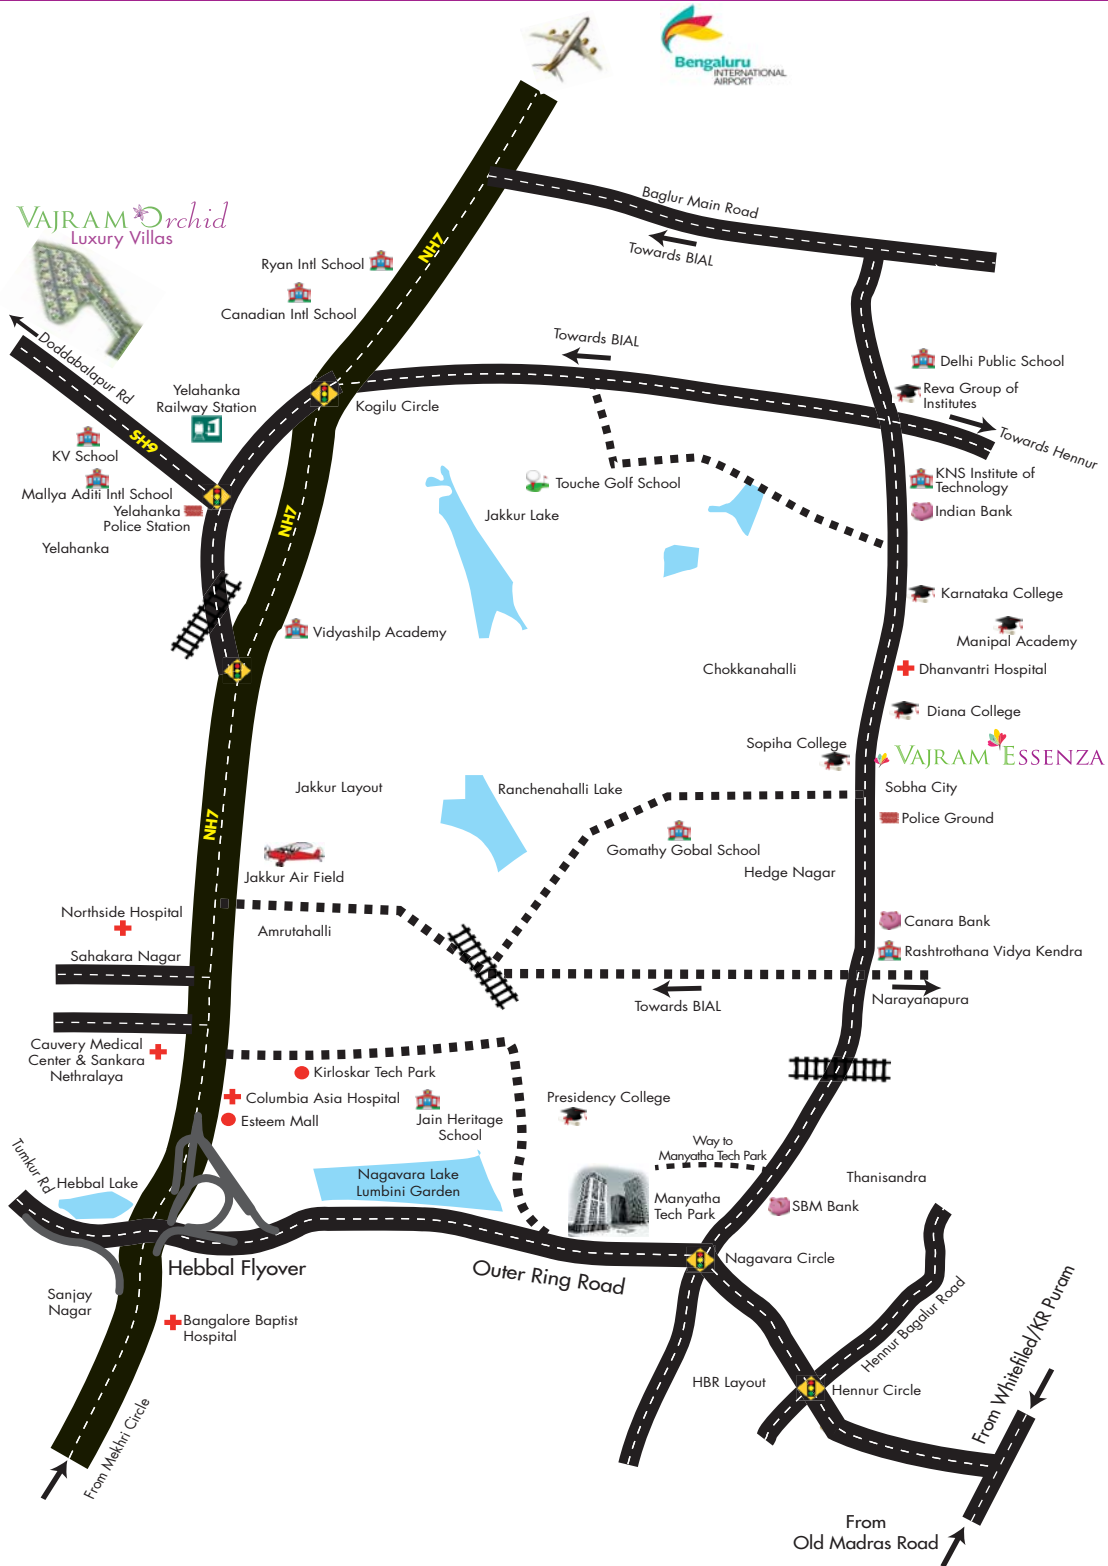 Bengaluru
INTERNATIONAL
AIRPORT
Baglur Main Road
Towards BIAL
VAJRAM Orchid
Luxury Villas
NH7
Ryan Intl School
Canadian Intl School
Doddabalapur Rd
Towards BIAL
Delhi Public School
Yelahanka
Railway Station
Reva Group of
Institutes
Kogilu Circle
Towards Hennur
SH9
KV School
KNS Institute of
Technology
Touche Golf School
Mallya Aditi Intl School
Yelahanka
Police Station
Indian Bank
Jakkur Lake
NH7
Yelahanka
Karnataka College
Vidyashilp Academy
Manipal Academy
Chokkanahalli
Dhanvantri Hospital
Diana College
Sopiha College
VAJRAM ESSENZA
Jakkur Layout
Ranchenahalli Lake
Sobha City
NH7
Police Ground
Gomathy Gobal School
Hedge Nagar
Jakkur Air Field
Northside Hospital
Canara Bank
Amrutahalli
Sahakara Nagar
Rashtrothana Vidya Kendra
Towards BIAL
Narayanapura
Cauvery Medical
Center & Sankara
Nethralaya
Kirloskar Tech Park
Columbia Asia Hospital
Presidency College
Esteem Mall
Jain Heritage
School
Way to
Manyatha Tech Park
Tumkur Rd
Hebbal Lake
Nagavara Lake
Lumbini Garden
Thanisandra
Manyatha
Tech Park
SBM Bank
Nagavara Circle
Hebbal Flyover
Outer Ring Road
Sanjay
Nagar
Bangalore Baptist
Hospital
Hennur Bagalur Road
From Whitefiled/KR Puram
HBR Layout
Hennur Circle
From Mekhri Circle
From
Old Madras Road